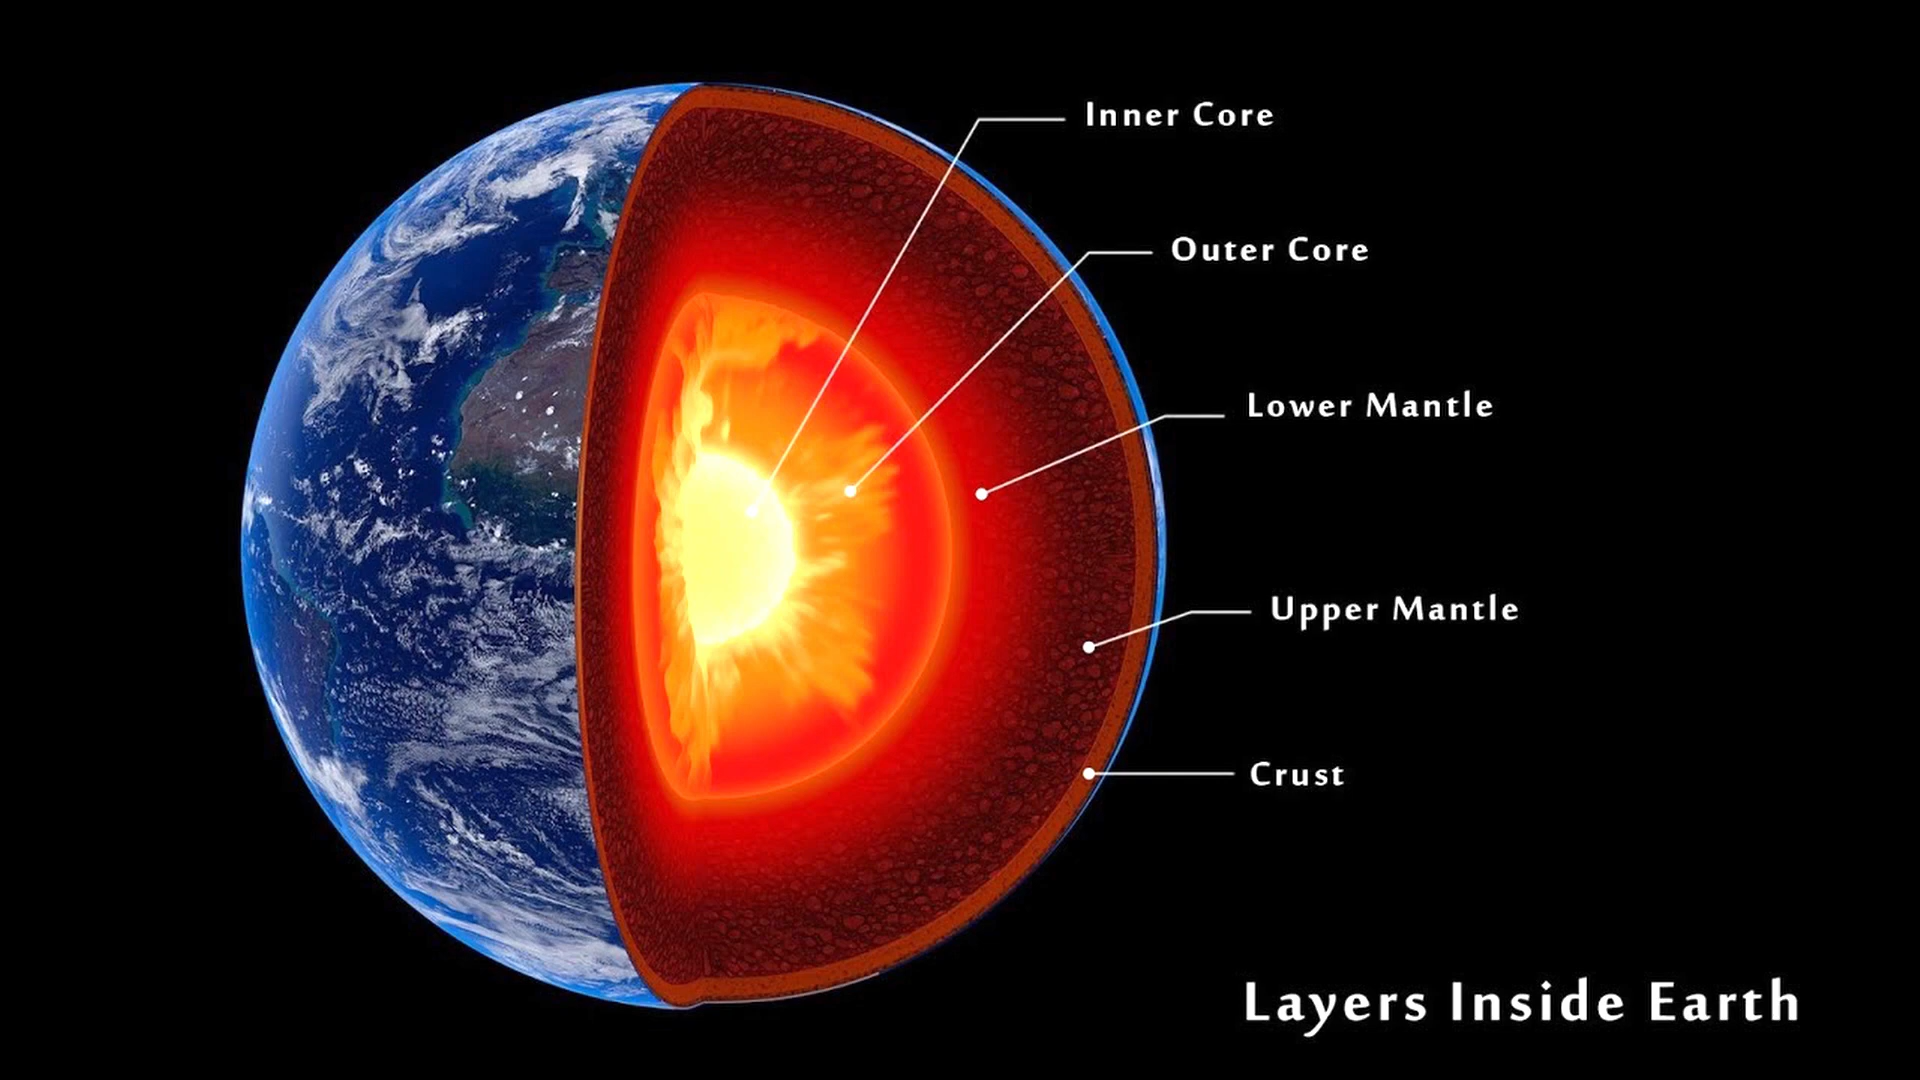 Inner Core
Outer Core
Lower Mantle
Upper Mantle
Crust
Layers Inside Earth